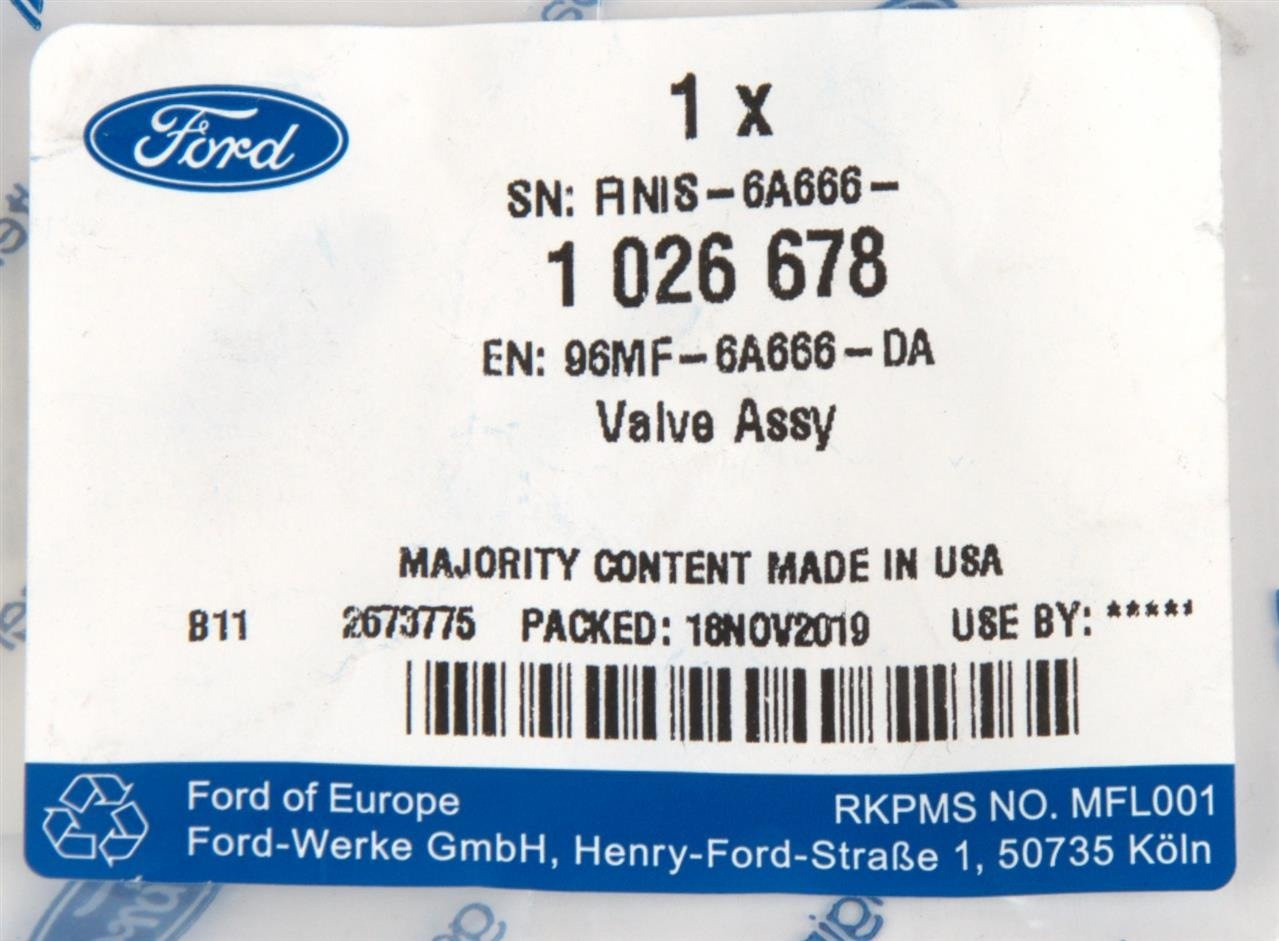 Ford
1 x
SN: FINIS-6A666-
1 026 678
EN: 96MF-6A666-DA
Valve Assy
MAJORITY CONTENT MADE IN USA
B11 2673775 PACKED: 18NOV2019 USE BY: *****
Ford of Europe
RKPMS NO. MFL001
Ford-Werke GmbH, Henry-Ford-Straße 1, 50735 Köln